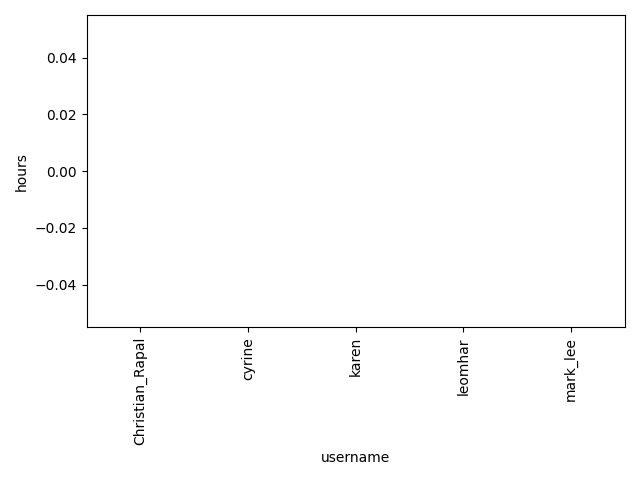 0.04
0.02
0.00
−0.02
−0.04
hours
Christian_Rapal
cyrine
karen
leomhar
mark_lee
username